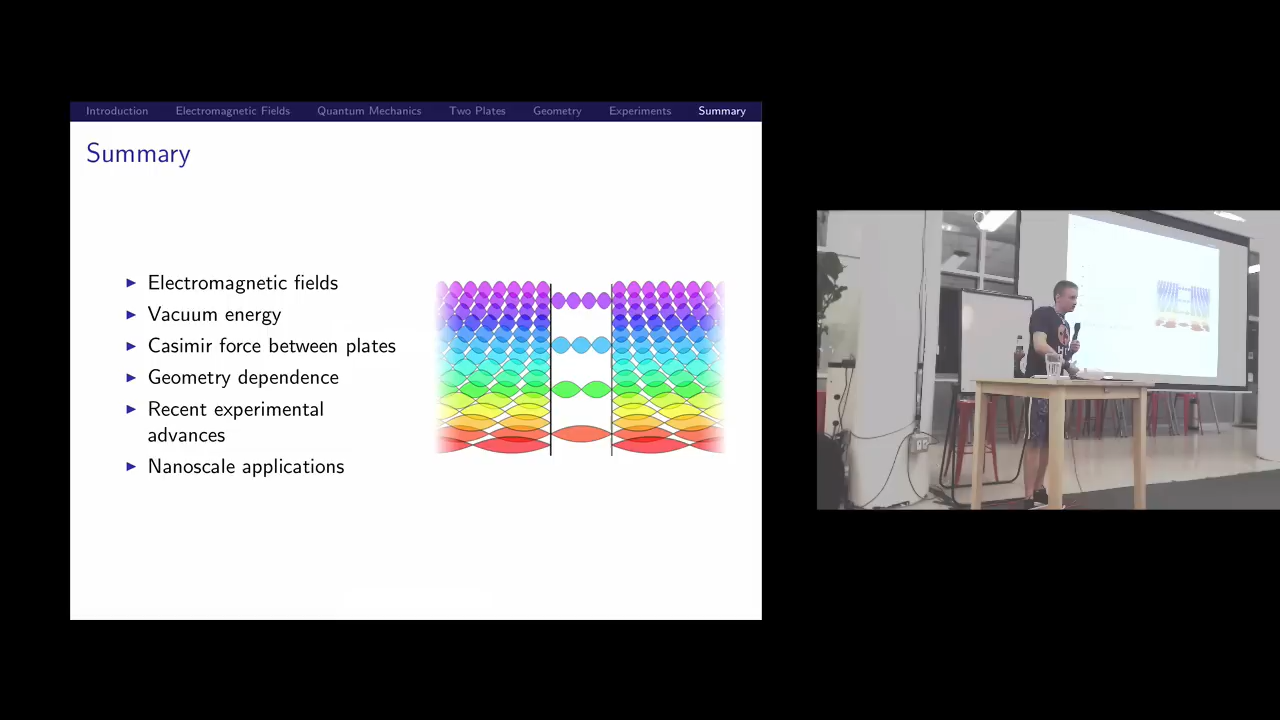 Introduction Electromagnetic Fields Quantum Mechanics Two Plates Geometry Experiments Summary
Summary
Electromagnetic fields
Vacuum energy
Casimir force between plates
Geometry dependence
Recent experimental
advances
Nanoscale applications